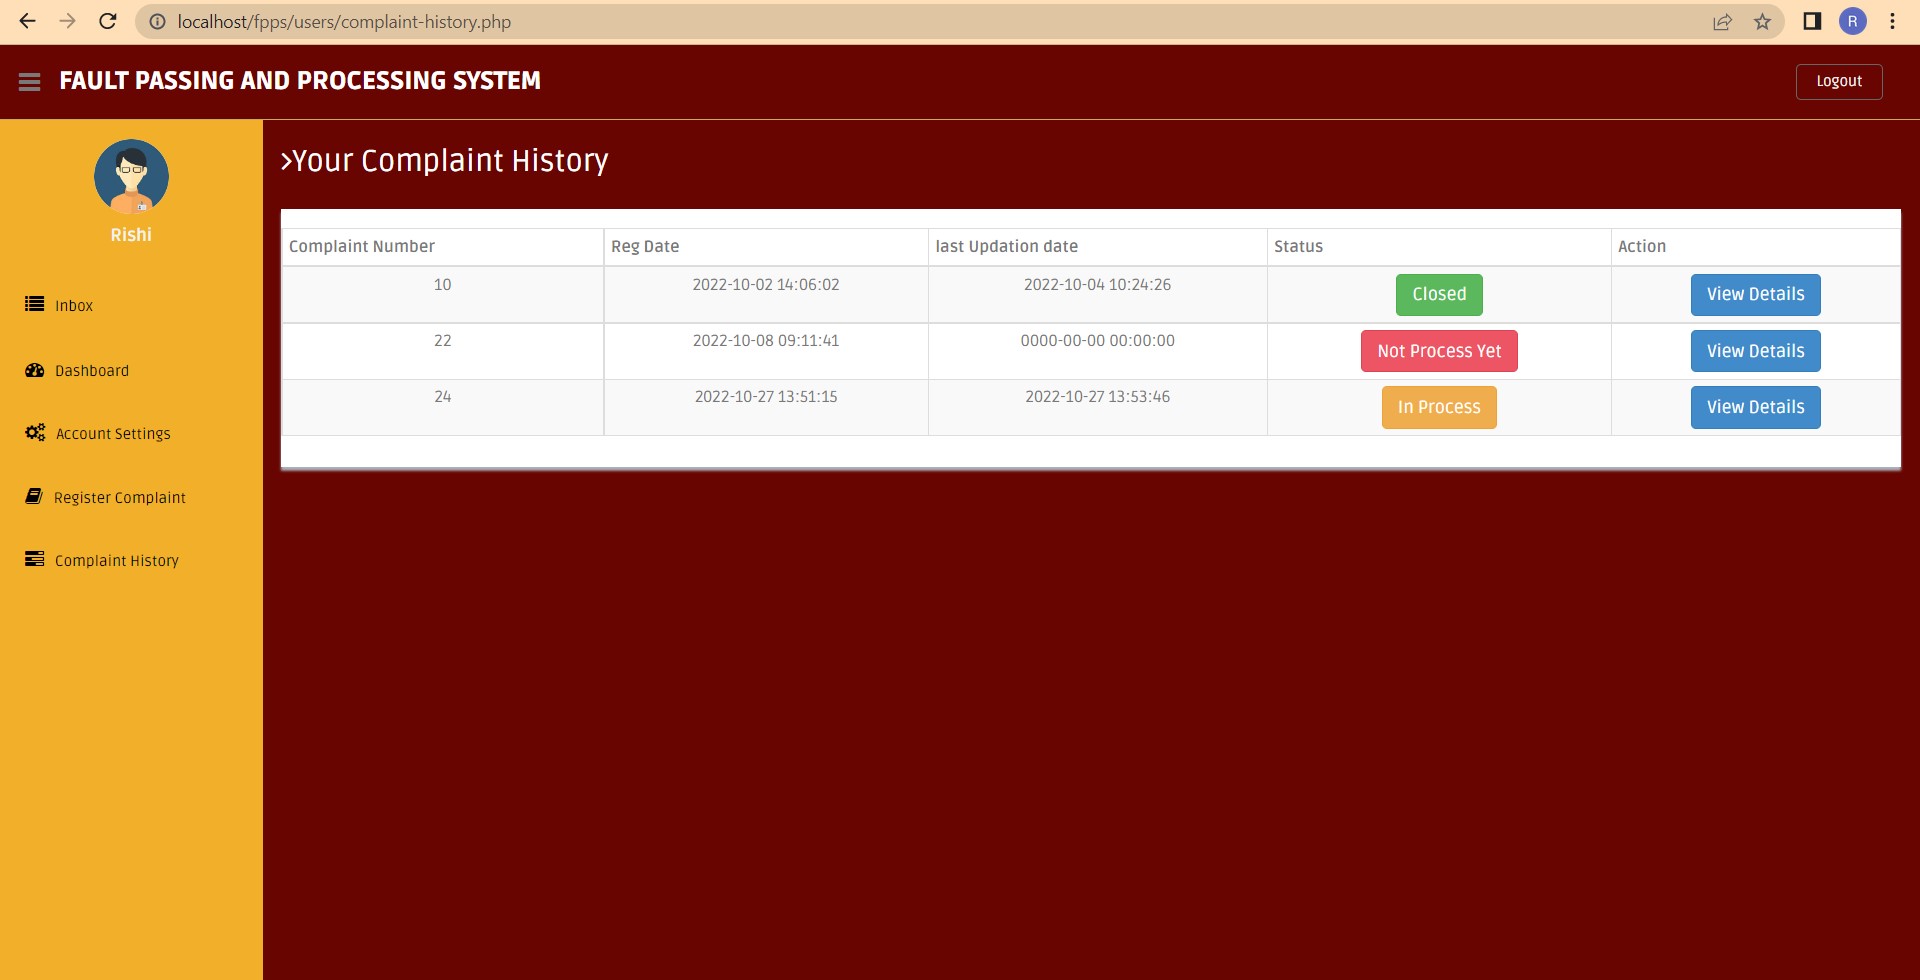 localhost/fpps/users/complaint-history.php
R
FAULT PASSING AND PROCESSING SYSTEM
Logout
Rishi
Inbox
Dashboard
Account Settings
Register Complaint
Complaint History
>Your Complaint History
Complaint Number Reg Date last Updation date Status Action
10 2022-10-02 14:06:02 2022-10-04 10:24:26 Closed View Details
22 2022-10-08 09:11:41 0000-00-00 00:00:00 Not Process Yet View Details
24 2022-10-27 13:51:15 2022-10-27 13:53:46 In Process View Details